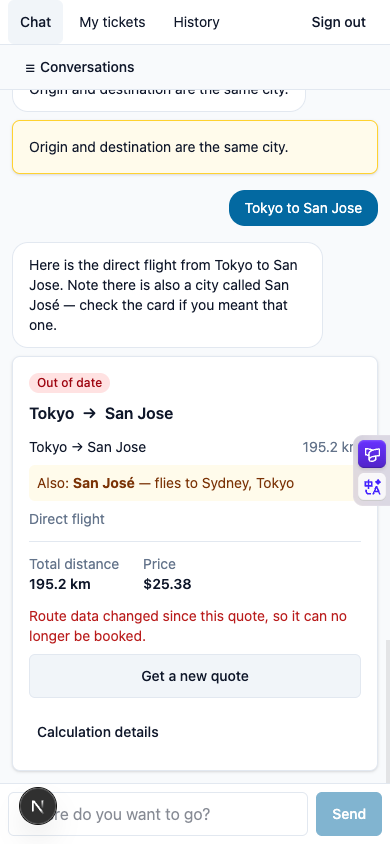 Chat My tickets History Sign out
≡ Conversations
Origin and destination are the same city.
Origin and destination are the same city.
Tokyo to San Jose
Here is the direct flight from Tokyo to San
Jose. Note there is also a city called San
José — check the card if you meant that
one.
Out of date
Tokyo → San Jose
Tokyo → San Jose 195.2
Also: San José — flies to Sydney, Tokyo
Direct flight
Total distance Price
195.2 km $25.38
Route data changed since this quote, so it can no
longer be booked.
Get a new quote
Calculation details
do you want to go? Send
N
中A